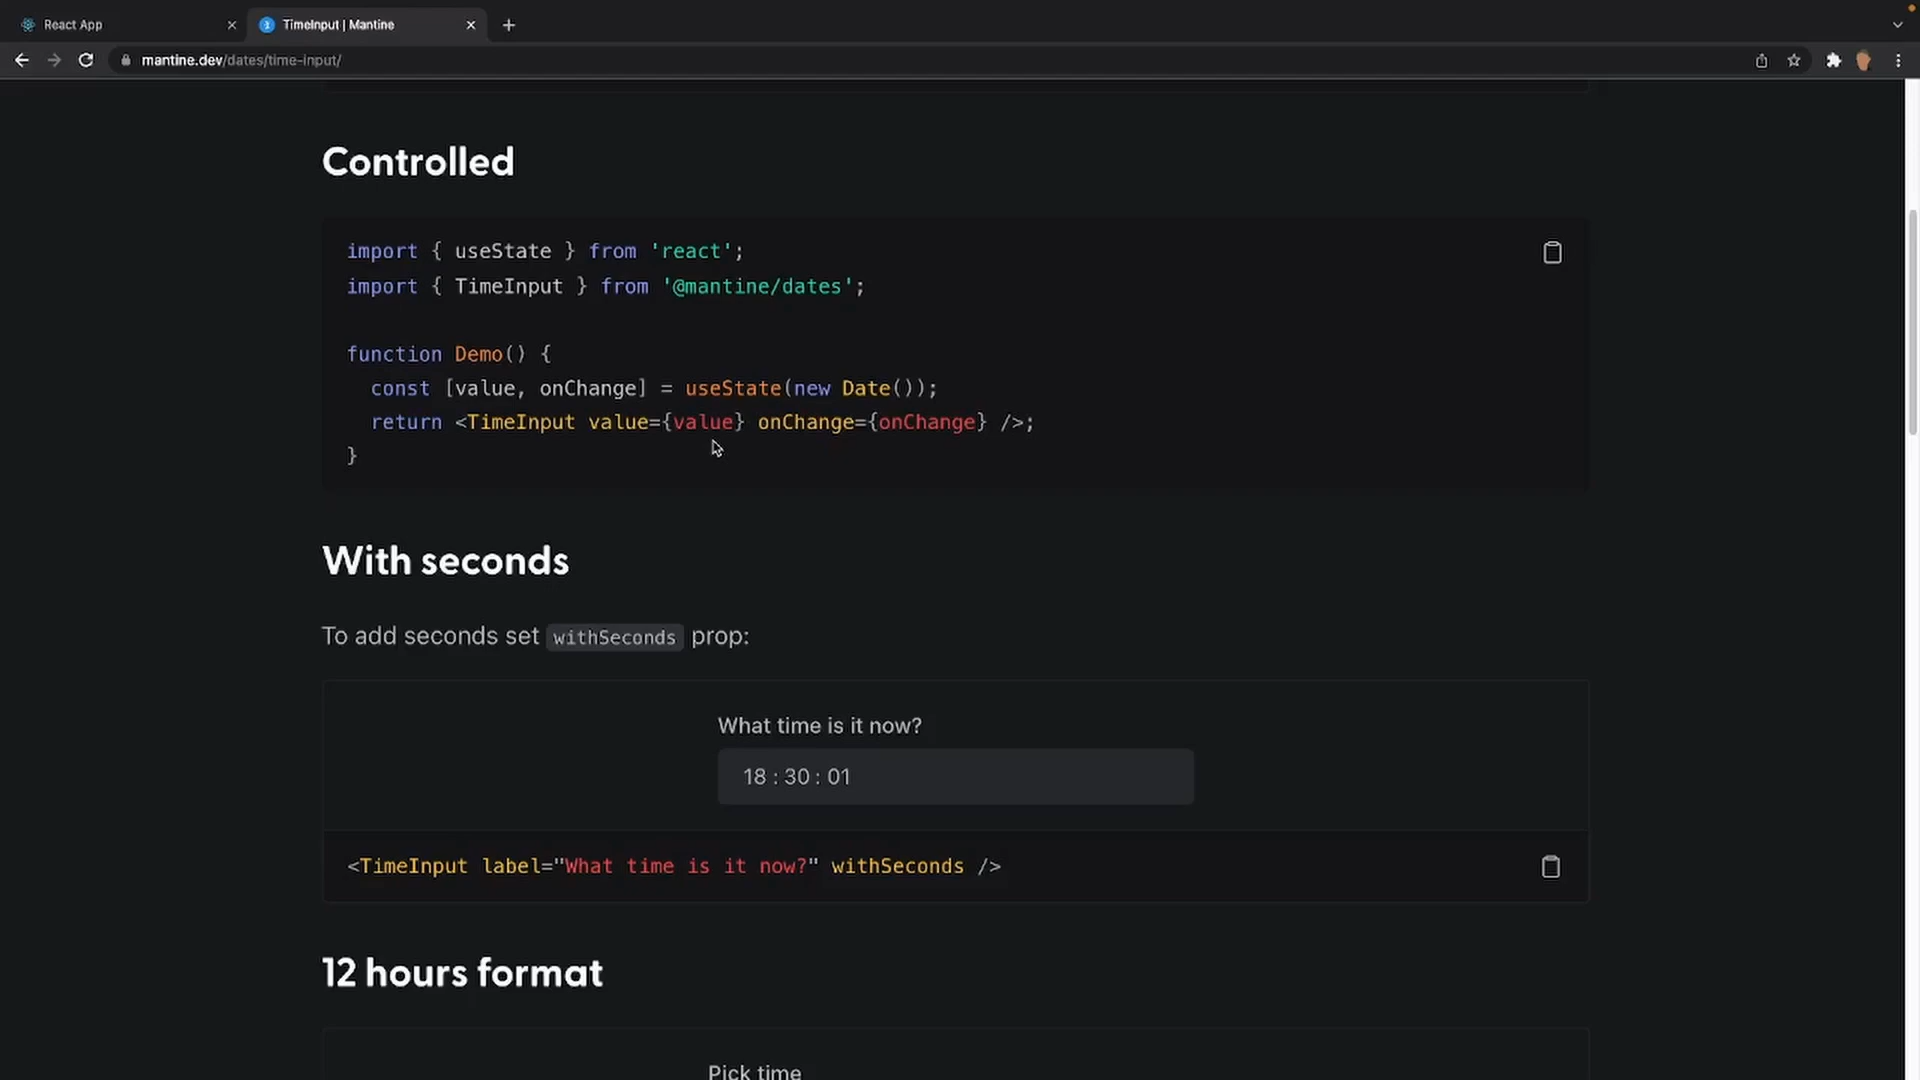 React App
TimeInput | Mantine
mantine.dev/dates/time-input/
Controlled
import { useState } from 'react';
import { TimeInput } from '@mantine/dates';
function Demo() {
const [value, onChange] = useState(new Date());
return <TimeInput value={value} onChange={onChange} />;
}
With seconds
To add seconds set withSeconds prop:
What time is it now?
18 : 30 : 01
<TimeInput label="What time is it now?" withSeconds />
12 hours format
Pick time